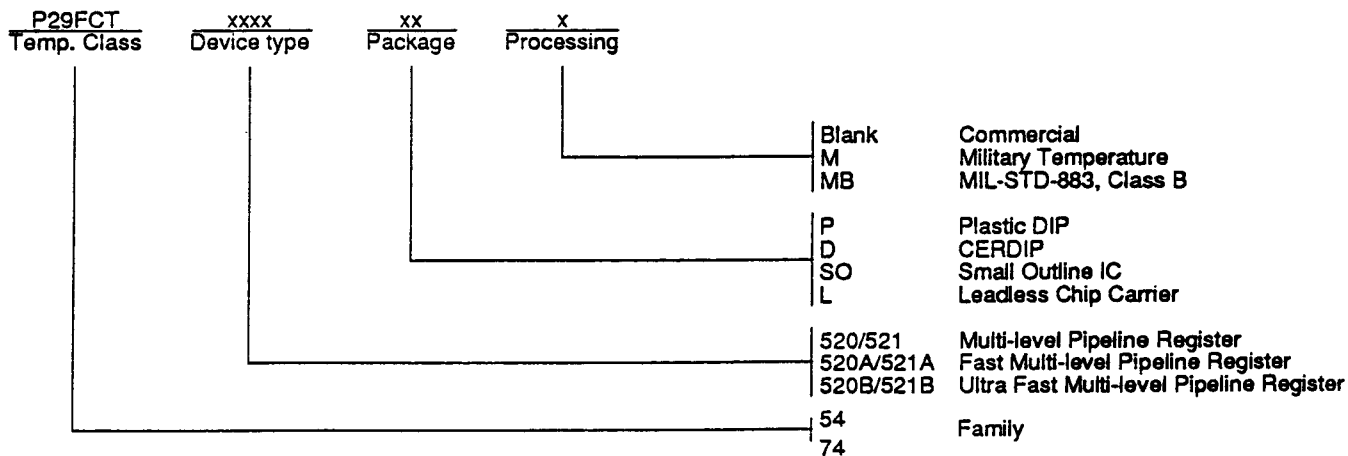 P29FCT xxxx xx x
Temp. Class Device type Package Processing
Blank Commercial
M Military Temperature
MB MIL-STD-883, Class B
P Plastic DIP
D CERDIP
SO Small Outline IC
L Leadless Chip Carrier
520/521 Multi-level Pipeline Register
520A/521A Fast Multi-level Pipeline Register
520B/521B Ultra Fast Multi-level Pipeline Register
54 Family
74